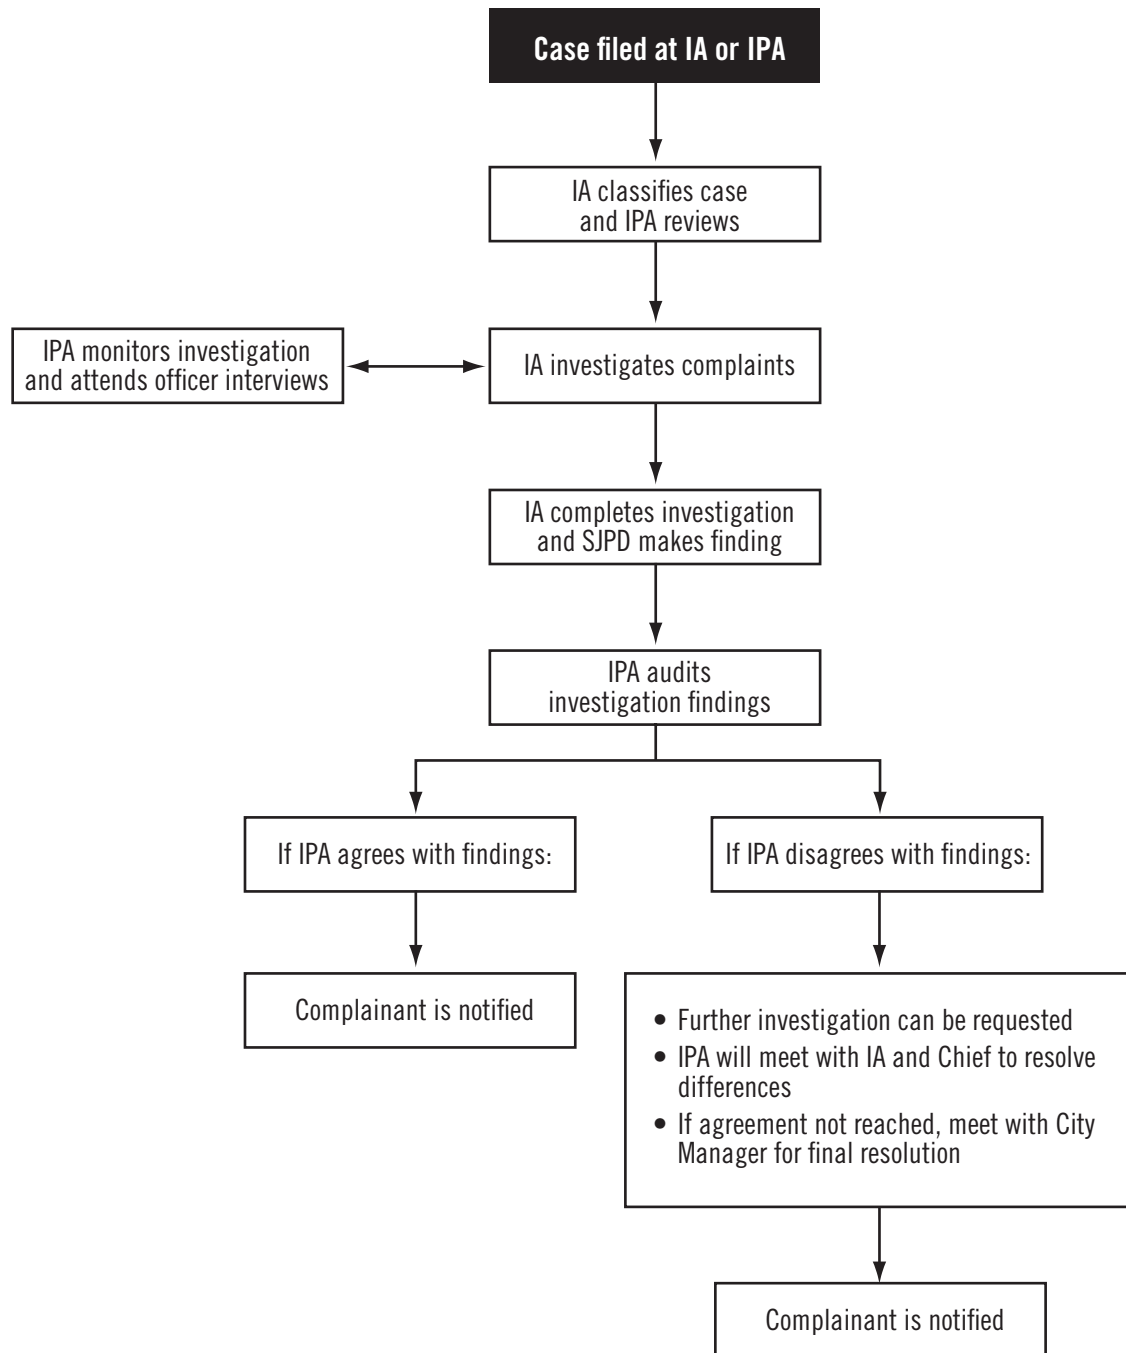 Case filed at IA or IPA
IA classifies case
and IPA reviews
IPA monitors investigation
and attends officer interviews
IA investigates complaints
IA completes investigation
and SJPD makes finding
IPA audits
investigation findings
If IPA agrees with findings:
If IPA disagrees with findings:
Complainant is notified
• Further investigation can be requested
• IPA will meet with IA and Chief to resolve
differences
• If agreement not reached, meet with City
Manager for final resolution
Complainant is notified